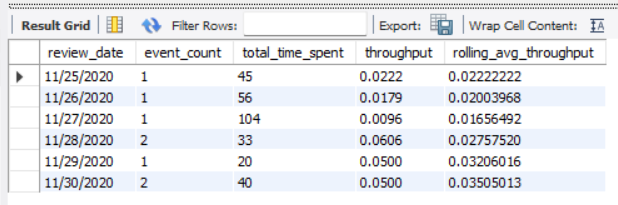 Result Grid Filter Rows: Export: Wrap Cell Content: IA
review_date event_count total_time_spent throughput rolling_avg_throughput
11/25/2020 1 45 0.0222 0.02222222
11/26/2020 1 56 0.0179 0.02003968
11/27/2020 1 104 0.0096 0.01656492
11/28/2020 2 33 0.0606 0.02757520
11/29/2020 1 20 0.0500 0.03206016
11/30/2020 2 40 0.0500 0.03505013